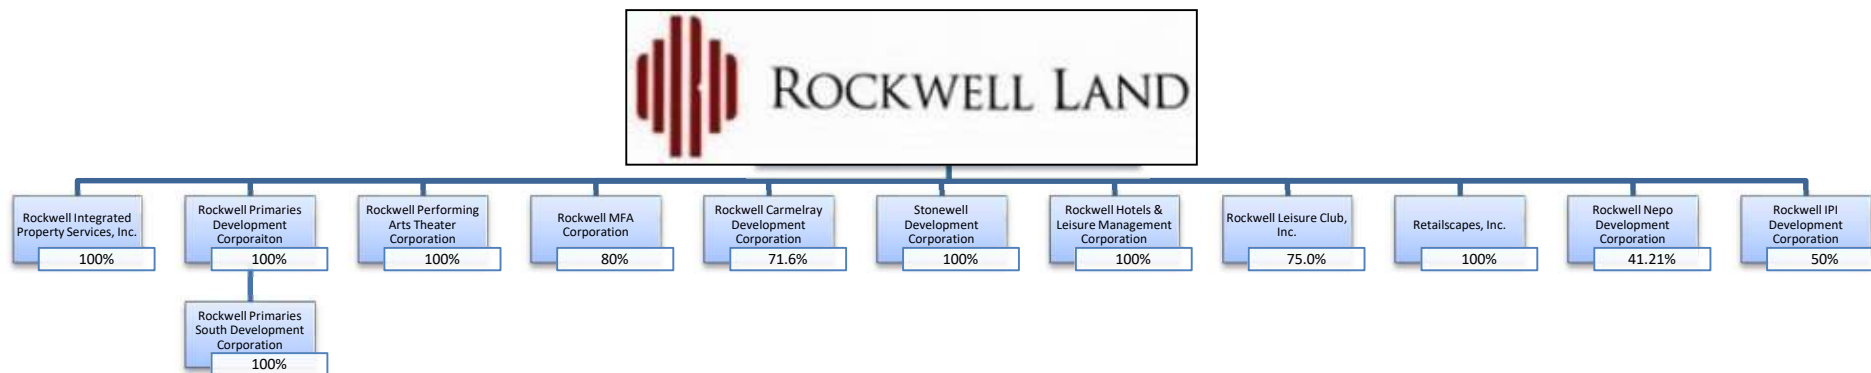 ROCKWELL LAND
Rockwell Integrated
Property Services, Inc.
100%
Rockwell Primaries
Development
Corporaiton
100%
Rockwell Performing
Arts Theater
Corporation
100%
Rockwell MFA
Corporation
80%
Rockwell Carmelray
Development
Corporation
71.6%
Stonewell
Development
Corporation
100%
Rockwell Hotels &
Leisure Management
Corporation
100%
Rockwell Leisure Club,
Inc.
75.0%
Retailscapes, Inc.
100%
Rockwell Nepo
Development
Corporation
41.21%
Rockwell IPI
Development
Corporation
50%
Rockwell Primaries
South Development
Corporation
100%